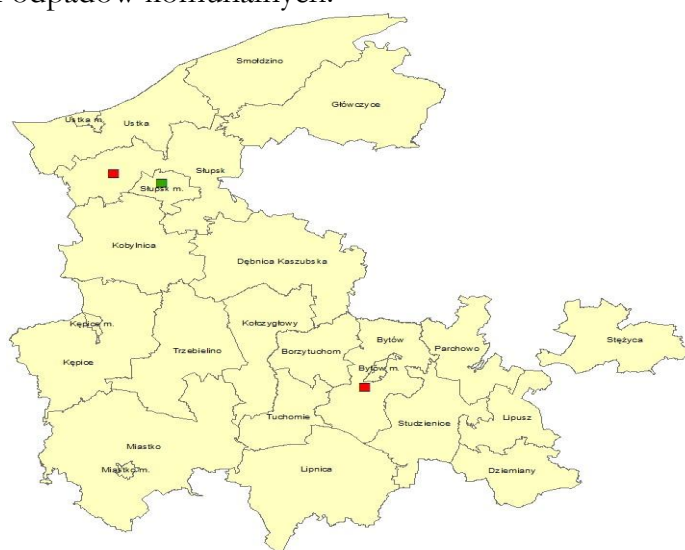 odpadów komunalnych.
Smołdzino
Główczyce
Ustka m.
Ustka
Słupsk
Słupsk m.
Kobylnica
Dębnica Kaszubska
Kępice m.
Kołczygłowy
Bytów
Stężyca
Kępice
Trzebielino
Borzytuchom
Parchowo
Bytów m.
Tuchomie
Studzienice
Lipusz
Miastko
Miastko m.
Lipnica
Dziemiany